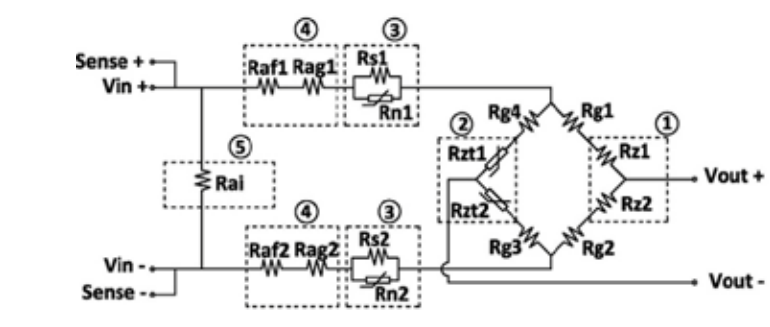 ④ ③
Sense + Rs1
Raf1 Rag1
Vin +
Rn1 Rg4 Rg1
② ①
Rzt1 Rz1
⑤
Vout +
Rai
Rzt2 Rz2
④ ③
Raf2 Rag2 Rs2 Rg3 Rg2
Vin -
Vout -
Sense - Rn2